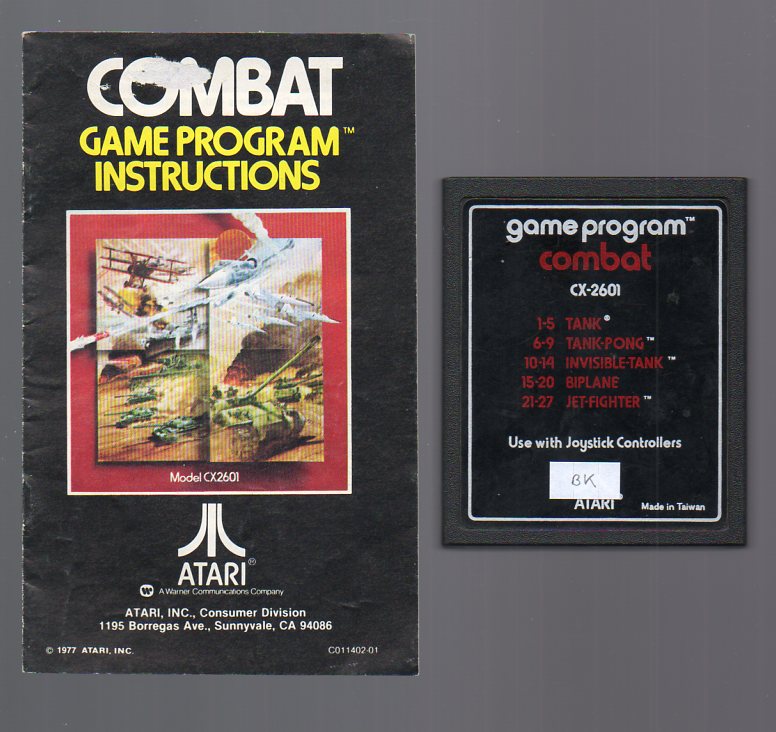 COMBAT
GAME PROGRAM™
INSTRUCTIONS
Model CX2601
ATARI®
W A Warner Communications Company
ATARI, INC., Consumer Division
1195 Borregas Ave., Sunnyvale, CA 94086
© 1977 ATARI, INC.
C011402-01
game program™
combat
CX-2601
1-5 TANK®
6-9 TANK-PONG™
10-14 INVISIBLE-TANK™
15-20 BIPLANE
21-27 JET-FIGHTER™
Use with Joystick Controllers
BK
ATARI®
Made in Taiwan